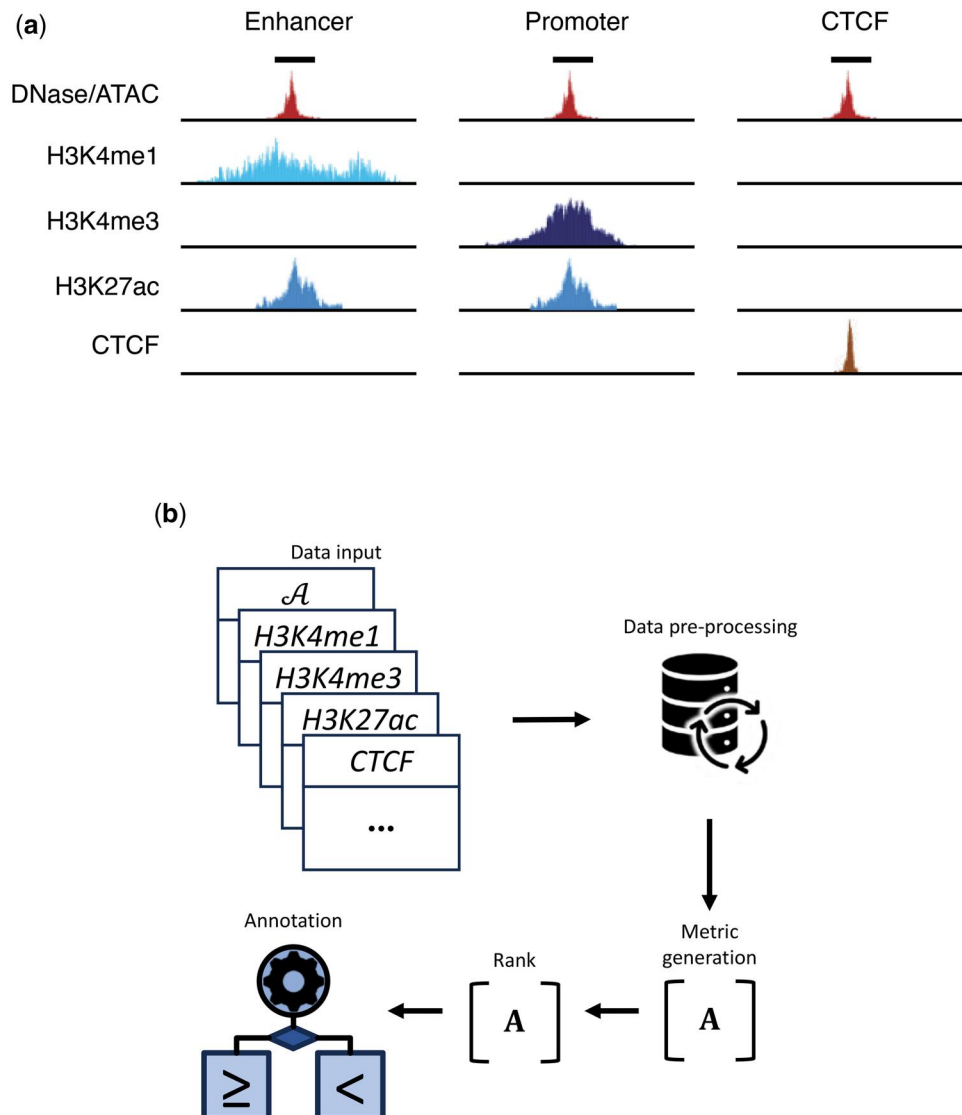 (a)
Enhancer
Promoter
CTCF
DNase/ATAC
H3K4me1
H3K4me3
H3K27ac
CTCF
(b)
Data input
𝒜
H3K4me1
H3K4me3
H3K27ac
CTCF
...
Data pre-processing
Metric
generation
[A]
Rank
[A]
Annotation
≥
<